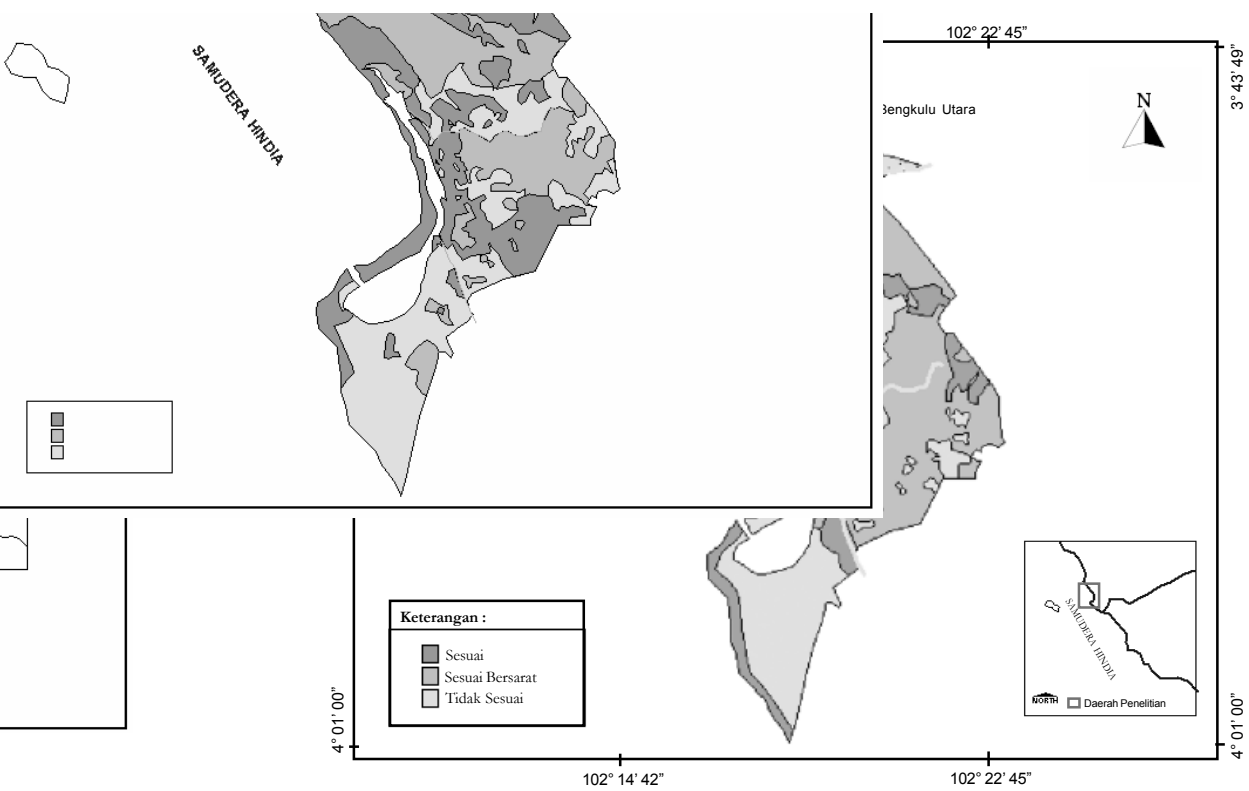 102° 22' 45"
3° 43' 49"
SAMUDERA HINDIA
Bengkulu Utara
N
Keterangan :
Sesuai
Sesuai Bersarat
Tidak Sesuai
SAMUDERA HINDIA
NORTH
Daerah Penelitian
4° 01' 00"
4° 01' 00"
102° 14' 42"
102° 22' 45"